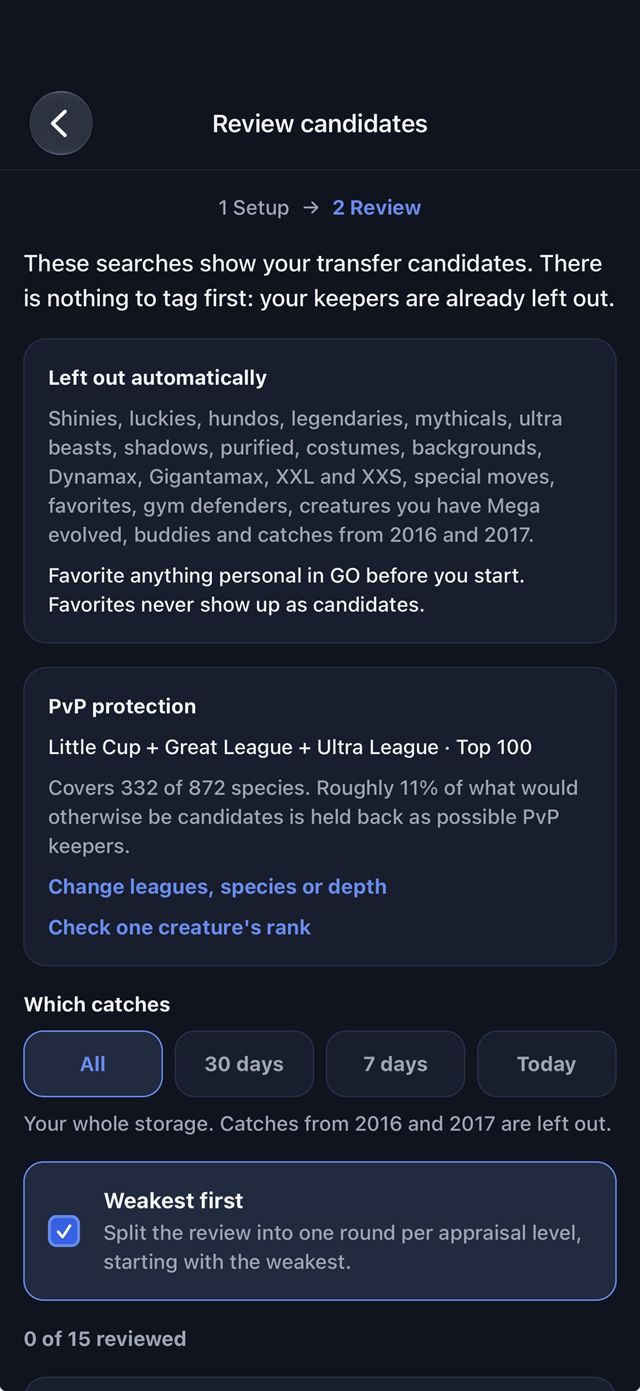 Review candidates
1 Setup → 2 Review
These searches show your transfer candidates. There
is nothing to tag first: your keepers are already left out.
Left out automatically
Shinies, luckies, hundos, legendaries, mythicals, ultra
beasts, shadows, purified, costumes, backgrounds,
Dynamax, Gigantamax, XXL and XXS, special moves,
favorites, gym defenders, creatures you have Mega
evolved, buddies and catches from 2016 and 2017.
Favorite anything personal in GO before you start.
Favorites never show up as candidates.
PvP protection
Little Cup + Great League + Ultra League · Top 100
Covers 332 of 872 species. Roughly 11% of what would
otherwise be candidates is held back as possible PvP
keepers.
Change leagues, species or depth
Check one creature's rank
Which catches
All
30 days
7 days
Today
Your whole storage. Catches from 2016 and 2017 are left out.
Weakest first
Split the review into one round per appraisal level,
starting with the weakest.
0 of 15 reviewed